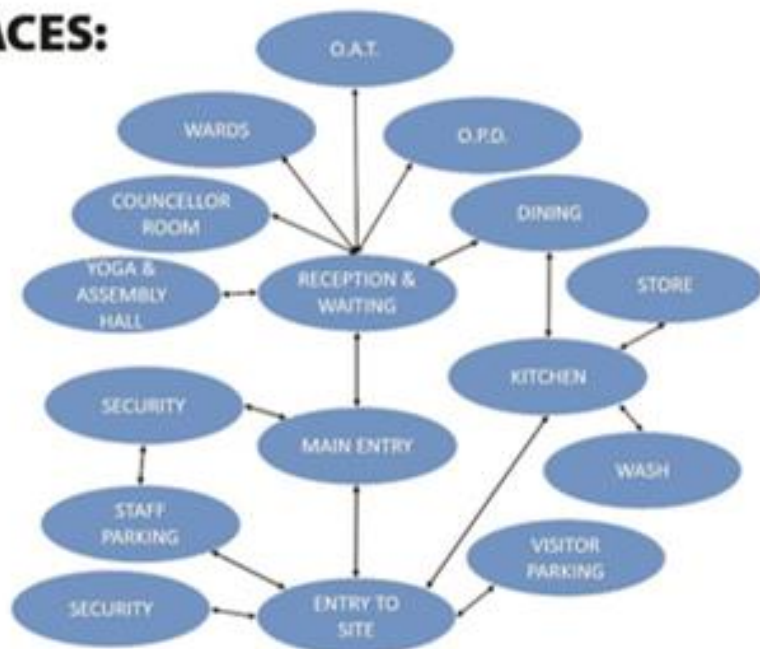 ACES:
O.A.T.
WARDS
O.P.D.
COUNCELLOR
ROOM
DINING
YOGA &
ASSEMBLY
HALL
RECEPTION &
WAITING
STORE
KITCHEN
SECURITY
MAIN ENTRY
WASH
STAFF
PARKING
VISITOR
PARKING
SECURITY
ENTRY TO
SITE